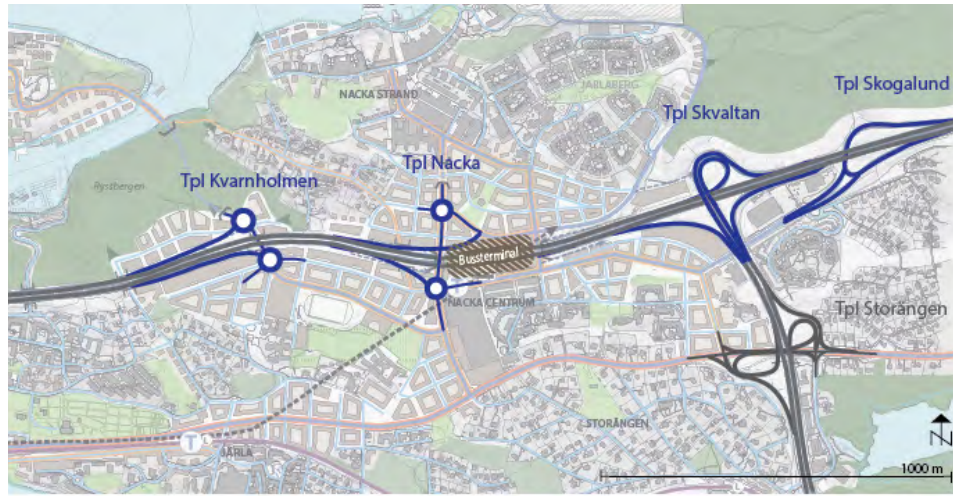 NACKA STRAND
JARLABERG
Tpl Skogalund
Tpl Skvaltan
Tpl Nacka
Tpl Kvarnholmen
Ryssbergen
Bussterminal
NACKA CENTRUM
Tpl Storängen
STORÄNGEN
T
JÄRLA
N
1000 m